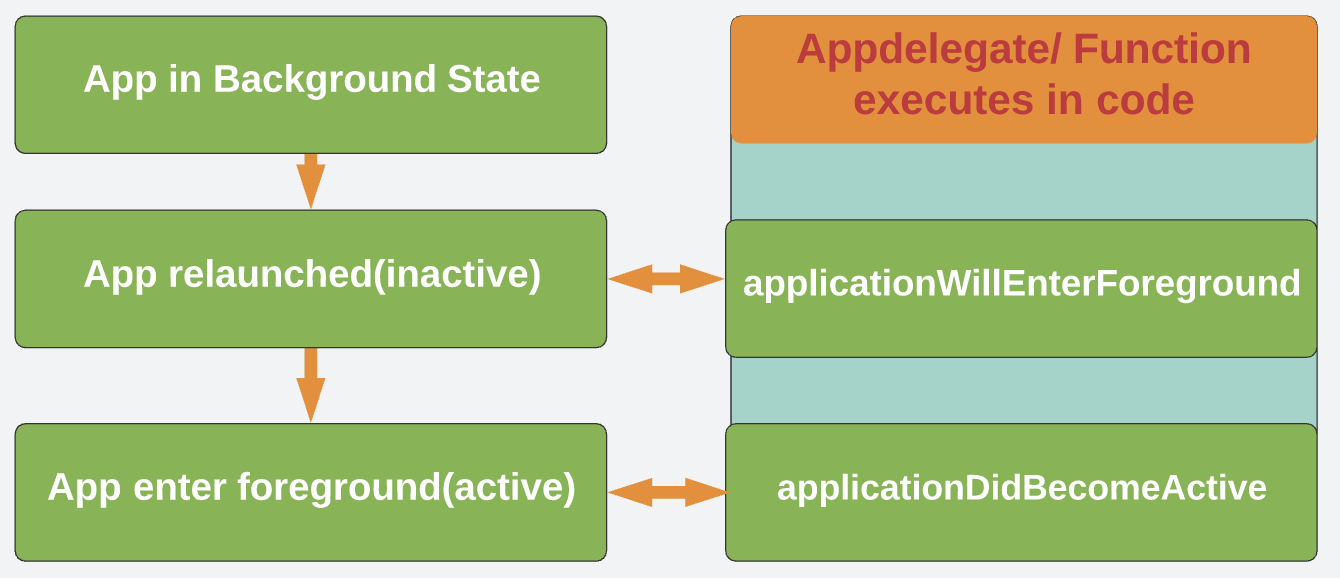 App in Background State
Appdelegate/ Function
executes in code
App relaunched(inactive)
applicationWillEnterForeground
App enter foreground(active)
applicationDidBecomeActive